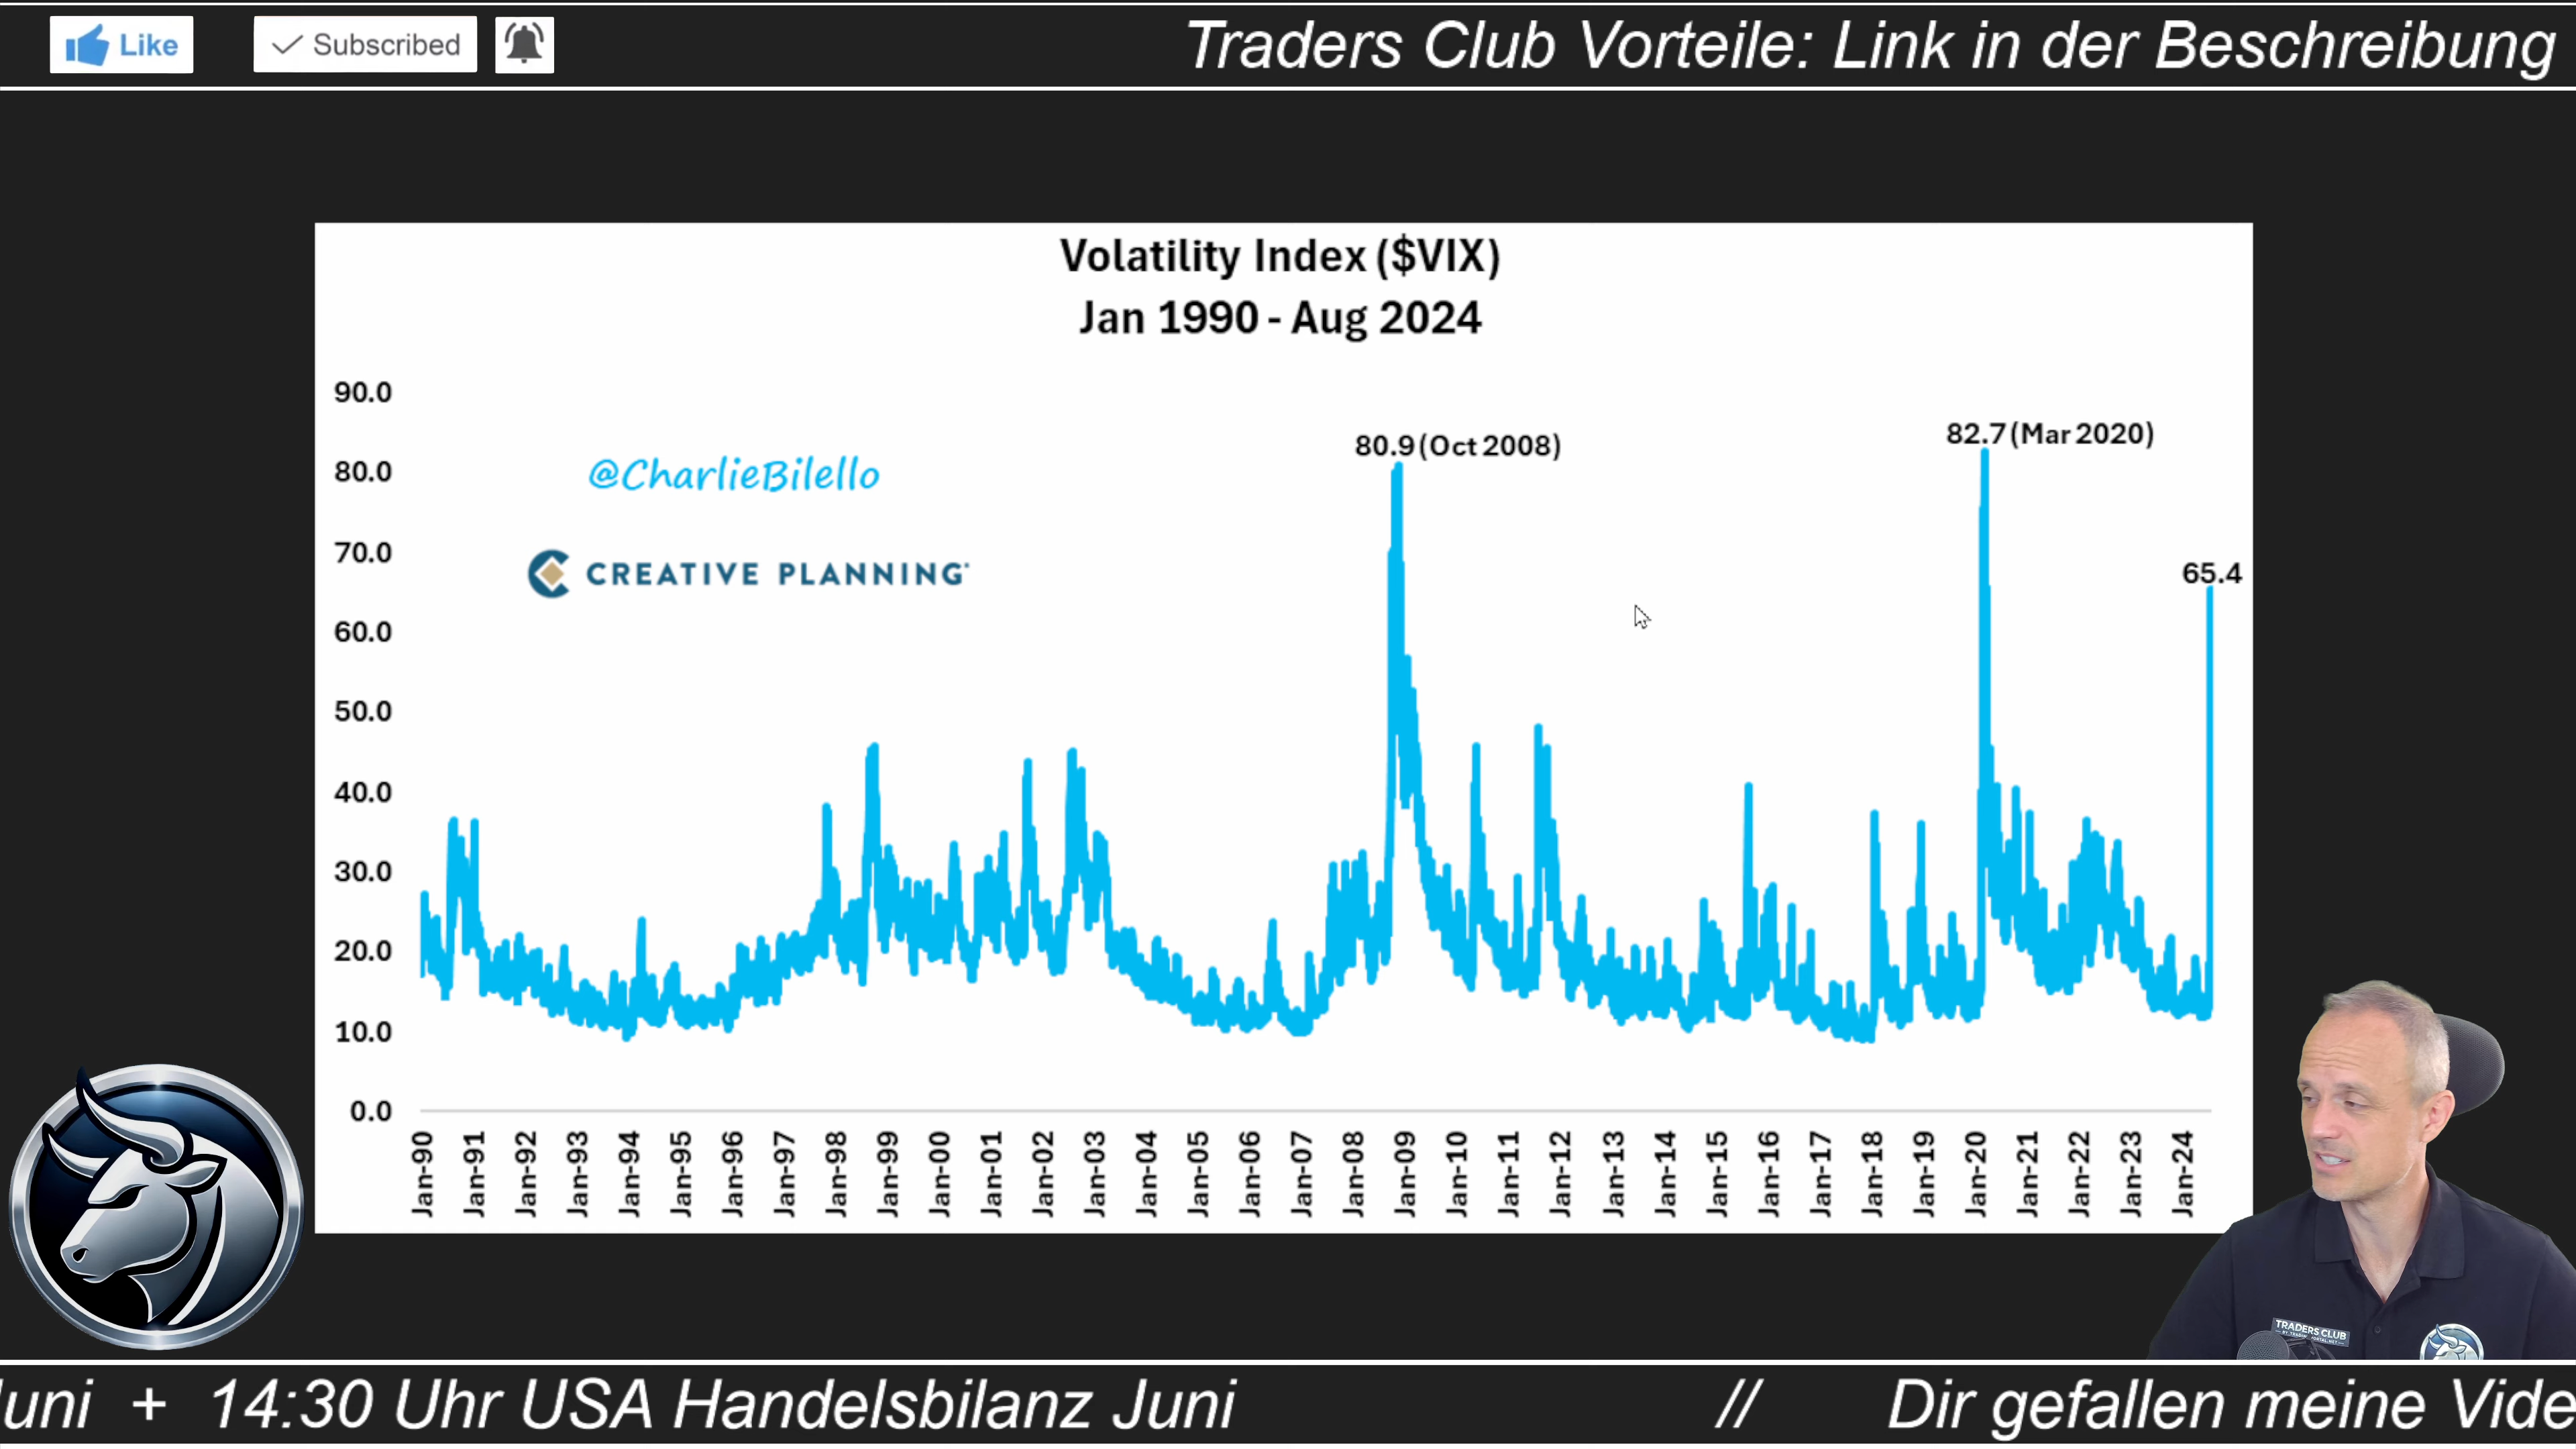 Like
Subscribed
Traders Club Vorteile: Link in der Beschreibung
Volatility Index ($VIX)
Jan 1990 - Aug 2024
90.0
80.0
70.0
60.0
50.0
40.0
30.0
20.0
10.0
0.0
@CharlieBilello
CREATIVE PLANNING
80.9 (Oct 2008)
82.7 (Mar 2020)
65.4
Jan-90
Jan-91
Jan-92
Jan-93
Jan-94
Jan-95
Jan-96
Jan-97
Jan-98
Jan-99
Jan-00
Jan-01
Jan-02
Jan-03
Jan-04
Jan-05
Jan-06
Jan-07
Jan-08
Jan-09
Jan-10
Jan-11
Jan-12
Jan-13
Jan-14
Jan-15
Jan-16
Jan-17
Jan-18
Jan-19
Jan-20
Jan-21
Jan-22
Jan-23
Jan-24
TRADERS CLUB
uni + 14:30 Uhr USA Handelsbilanz Juni // Dir gefallen meine Vide